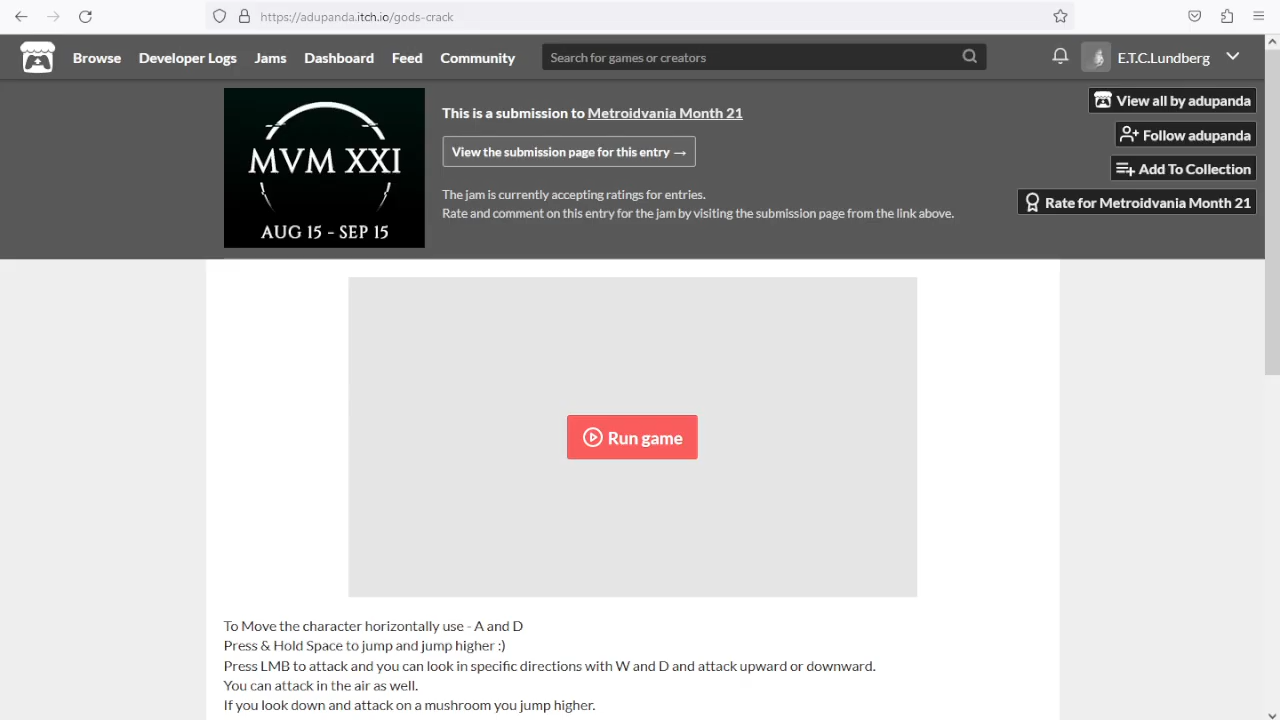 https://adupanda.itch.io/gods-crack
Browse Developer Logs Jams Dashboard Feed Community Search for games or creators E.T.C.Lundberg
MVM XXI
AUG 15 - SEP 15
This is a submission to Metroidvania Month 21
View the submission page for this entry →
The jam is currently accepting ratings for entries.
Rate and comment on this entry for the jam by visiting the submission page from the link above.
View all by adupanda
Follow adupanda
Add To Collection
Rate for Metroidvania Month 21
Run game
To Move the character horizontally use - A and D
Press & Hold Space to jump and jump higher :)
Press LMB to attack and you can look in specific directions with W and D and attack upward or downward.
You can attack in the air as well.
If you look down and attack on a mushroom you jump higher.